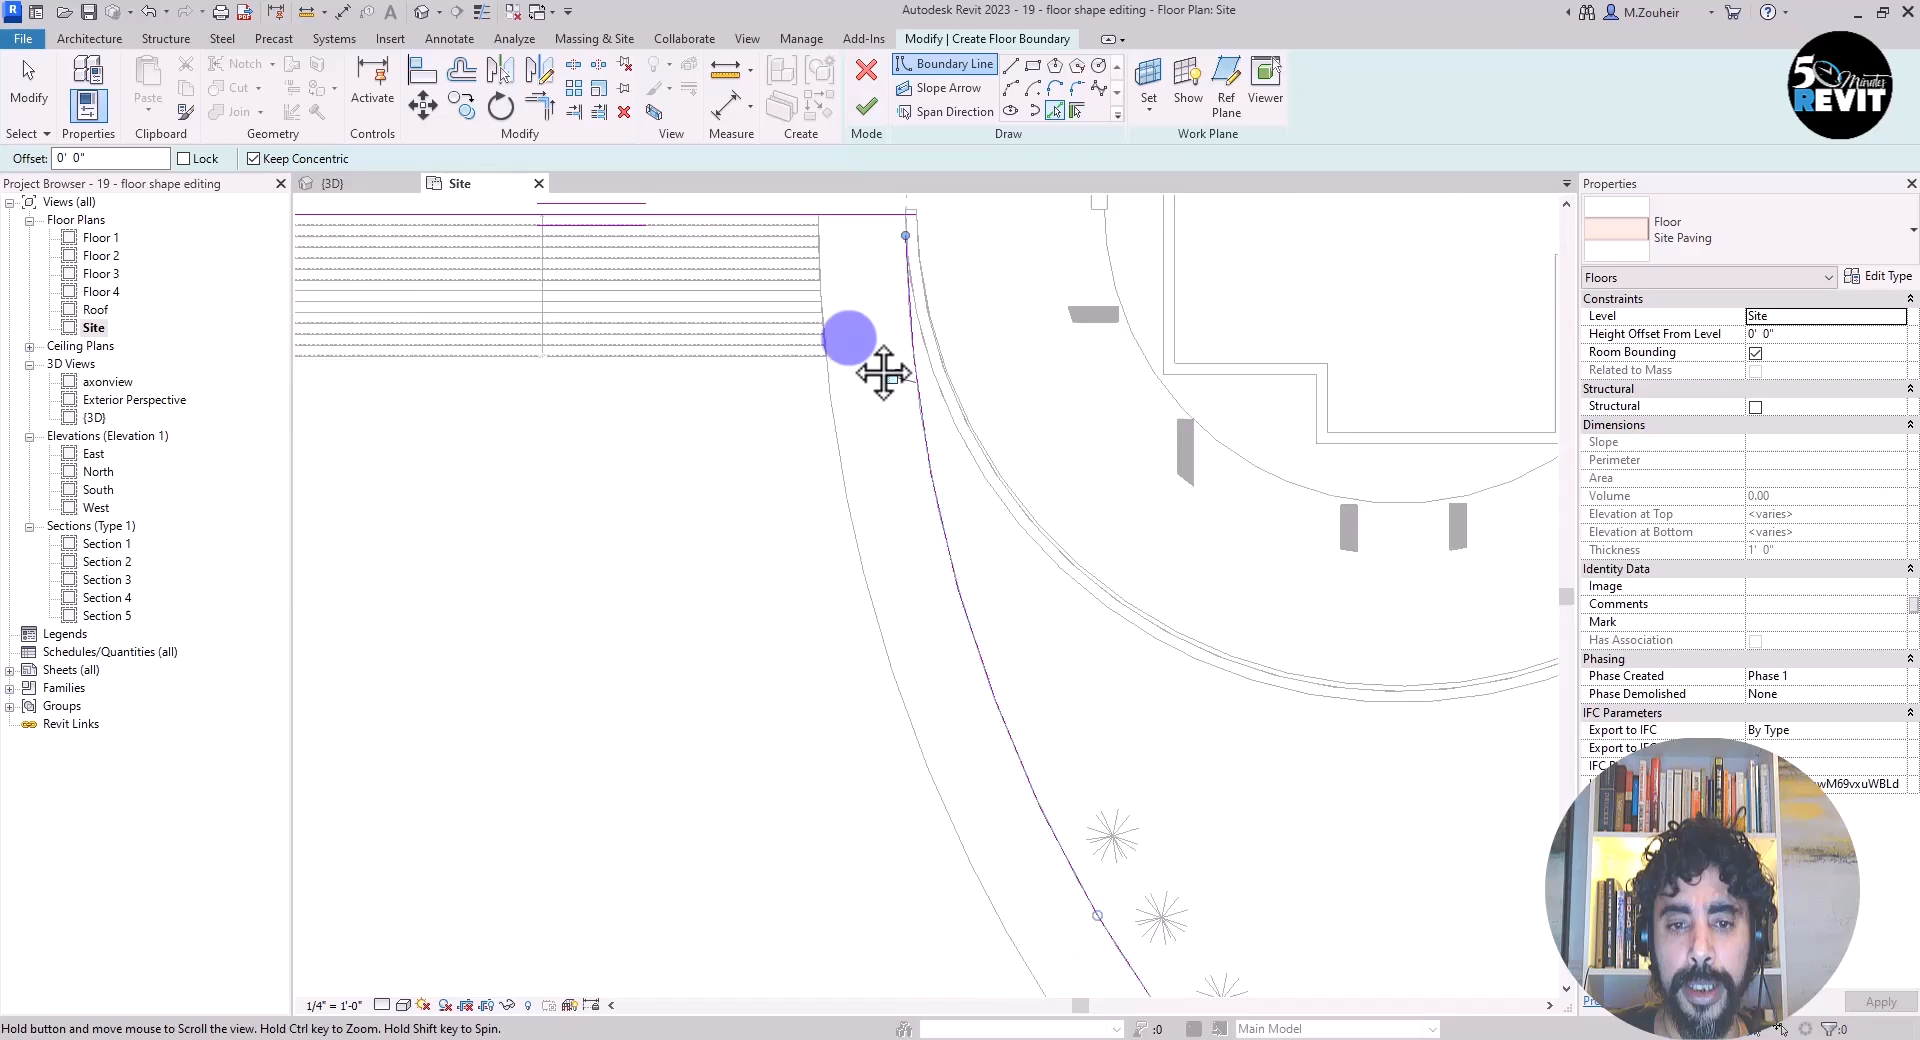 Autodesk Revit 2023 - 19 - floor shape editing - Floor Plan: Site
M.Zouheir
File Architecture Structure Steel Precast Systems Insert Annotate Analyze Massing & Site Collaborate View Manage Add-Ins Modify | Create Floor Boundary
Modify
Paste
Notch
Cut
Join
Activate
Boundary Line
Slope Arrow
Span Direction
Set Show Ref Plane Viewer
Select Properties Clipboard Geometry Controls Modify View Measure Create Mode Draw Work Plane
5 Minutes
REVIT
Offset: 0' 0" Lock Keep Concentric
Project Browser - 19 - floor shape editing
{3D}
Site
Views (all)
Floor Plans
Floor 1
Floor 2
Floor 3
Floor 4
Roof
Site
Ceiling Plans
3D Views
axonview
Exterior Perspective
{3D}
Elevations (Elevation 1)
East
North
South
West
Sections (Type 1)
Section 1
Section 2
Section 3
Section 4
Section 5
Legends
Schedules/Quantities (all)
Sheets (all)
Families
Groups
Revit Links
Properties
Floor
Site Paving
Floors Edit Type
Constraints
Level Site
Height Offset From Level 0' 0"
Room Bounding
Related to Mass
Structural
Structural
Dimensions
Slope
Perimeter
Area
Volume 0.00
Elevation at Top <varies>
Elevation at Bottom <varies>
Thickness 1' 0"
Identity Data
Image
Comments
Mark
Has Association
Phasing
Phase Created Phase 1
Phase Demolished None
IFC Parameters
Export to IFC By Type
Export to IF
wM69vxuWBLd
Apply
1/4" = 1'-0"
Hold button and move mouse to Scroll the view. Hold Ctrl key to Zoom. Hold Shift key to Spin.
:0
Main Model
:0